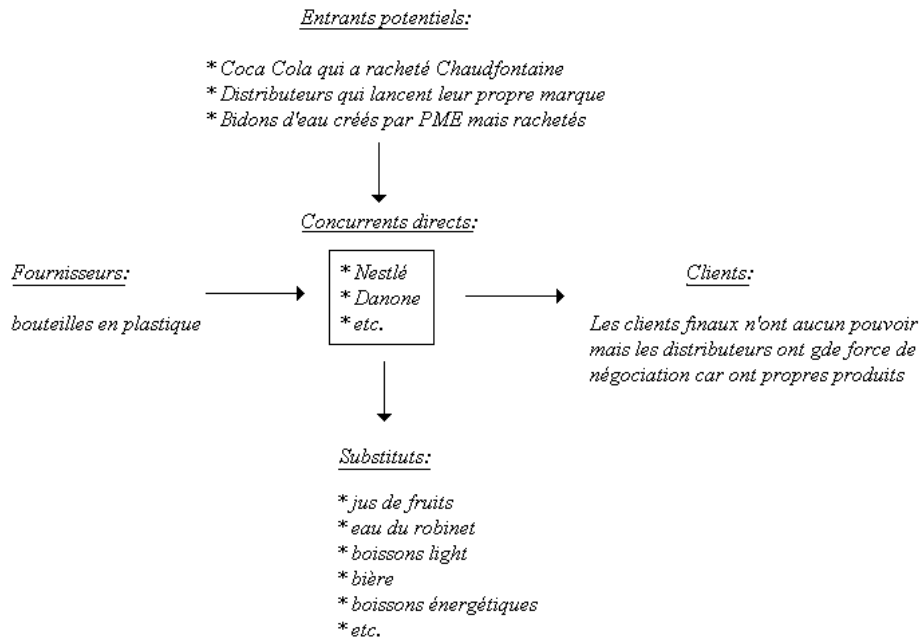 Entrants potentiels:
* Coca Cola qui a racheté Chaudfontaine
* Distributeurs qui lancent leur propre marque
* Bidons d'eau créés par PME mais rachetés
Concurrents directs:
* Nestlé
* Danone
* etc.
Fournisseurs:
bouteilles en plastique
Clients:
Les clients finaux n'ont aucun pouvoir
mais les distributeurs ont gde force de
négociation car ont propres produits
Substituts:
* jus de fruits
* eau du robinet
* boissons light
* bière
* boissons énergétiques
* etc.